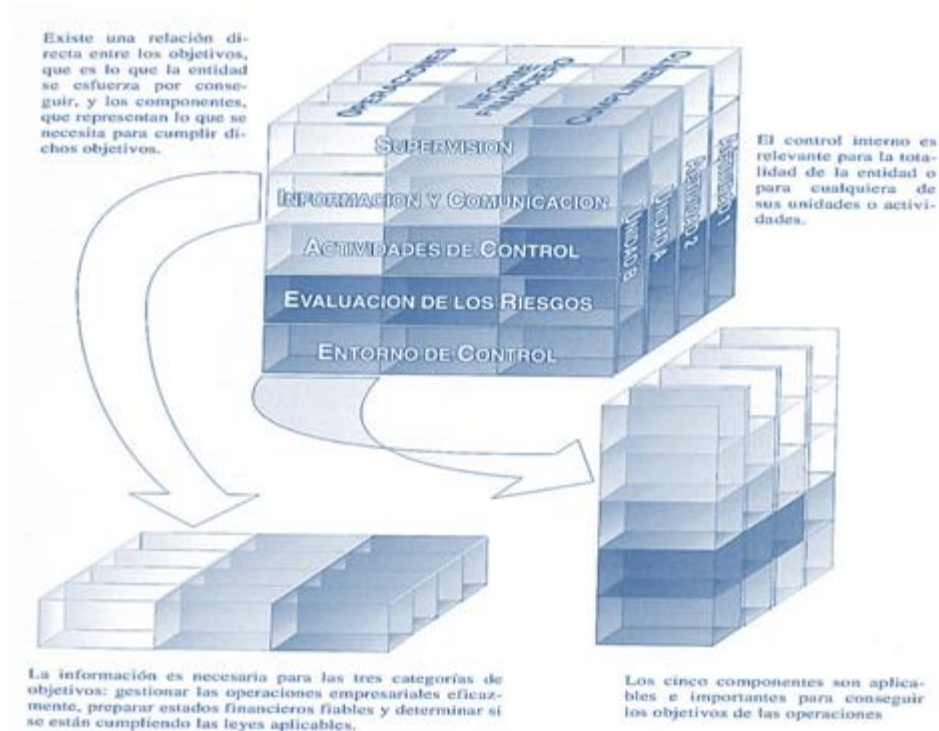 Existe una relación di-
recta entre los objetivos,
que es lo que la entidad
se esfuerza por conse-
guir, y los componentes,
que representan lo que se
necesita para cumplir di-
chos objetivos.
OPERACIONES
INFORME
FINANCIERO
CUMPLIMIENTO
SUPERVISION
INFORMACION Y COMUNICACION
ACTIVIDADES DE CONTROL
EVALUACION DE LOS RIESGOS
ENTORNO DE CONTROL
UNIDAD B
UNIDAD A
ACTIVIDAD 2
ACTIVIDAD 1
El control interno es
relevante para la tota-
lidad de la entidad o
para cualquiera de
sus unidades o activi-
dades.
La información es necesaria para las tres categorías de
objetivos: gestionar las operaciones empresariales eficaz-
mente, preparar estados financieros fiables y determinar si
se están cumpliendo las leyes aplicables.
Los cinco componentes son aplica-
bles e importantes para conseguir
los objetivos de las operaciones